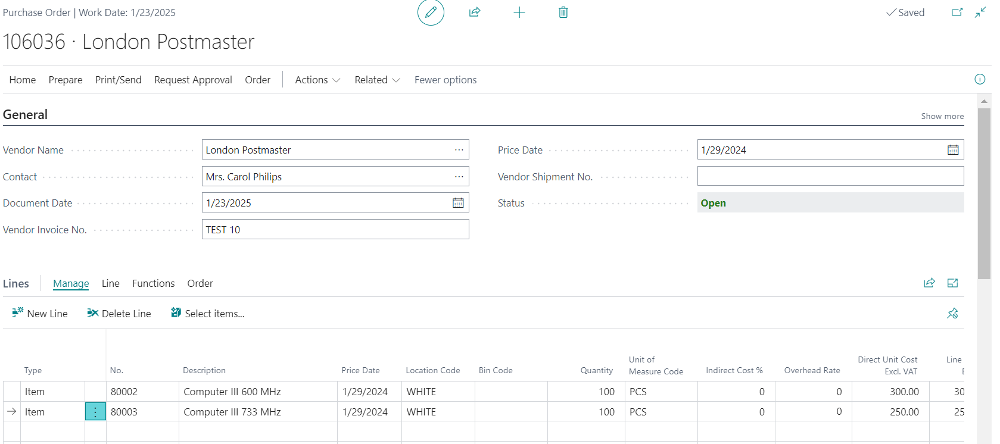 Purchase Order | Work Date: 1/23/2025
Saved
106036 · London Postmaster
Home Prepare Print/Send Request Approval Order Actions Related Fewer options
General
Show more
Vendor Name London Postmaster
Price Date 1/29/2024
Contact Mrs. Carol Philips
Vendor Shipment No.
Document Date 1/23/2025
Status Open
Vendor Invoice No. TEST 10
Lines Manage Line Functions Order
New Line Delete Line Select items...
Type No. Description Price Date Location Code Bin Code Quantity Unit of Measure Code Indirect Cost % Overhead Rate Direct Unit Cost Excl. VAT Line
Item 80002 Computer III 600 MHz 1/29/2024 WHITE 100 PCS 0 0 300.00 30
Item 80003 Computer III 733 MHz 1/29/2024 WHITE 100 PCS 0 0 250.00 25